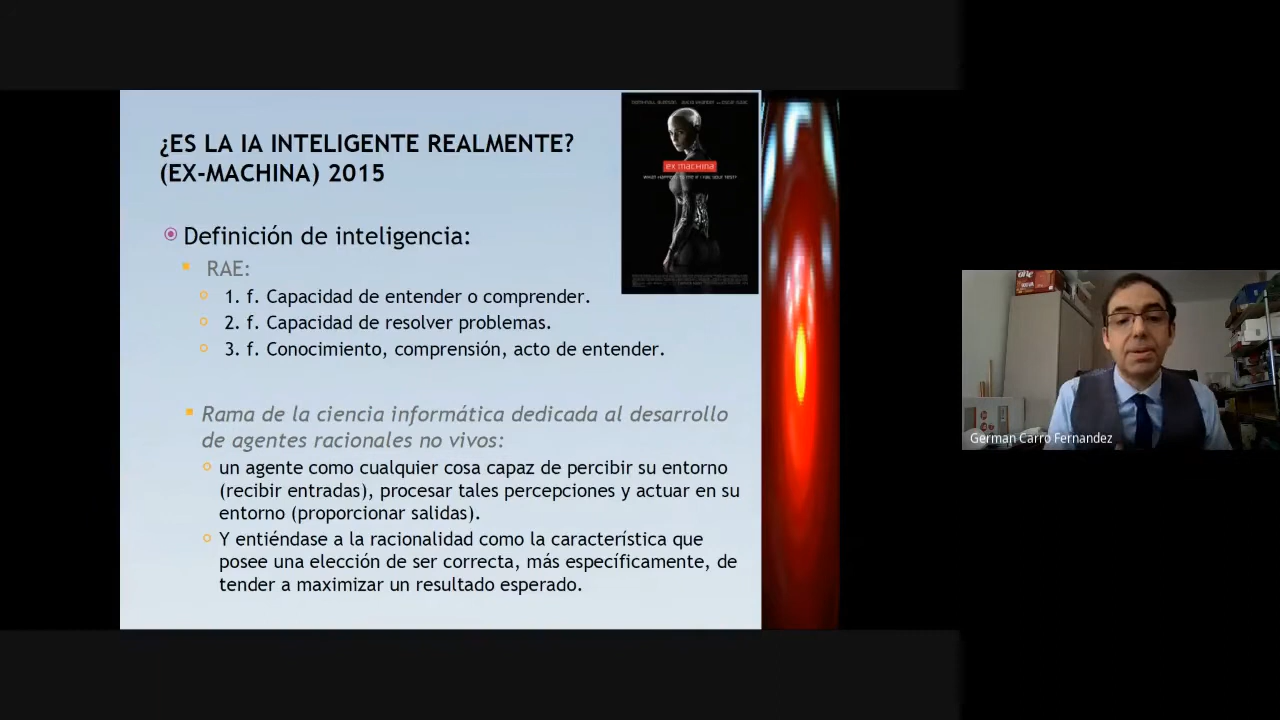 ¿ES LA IA INTELIGENTE REALMENTE?
(EX-MACHINA) 2015
ex machina
Definición de inteligencia:
RAE:
1. f. Capacidad de entender o comprender.
2. f. Capacidad de resolver problemas.
3. f. Conocimiento, comprensión, acto de entender.
Rama de la ciencia informática dedicada al desarrollo
de agentes racionales no vivos:
un agente como cualquier cosa capaz de percibir su entorno
(recibir entradas), procesar tales percepciones y actuar en su
entorno (proporcionar salidas).
Y entiéndase a la racionalidad como la característica que
posee una elección de ser correcta, más específicamente, de
tender a maximizar un resultado esperado.
German Carro Fernandez